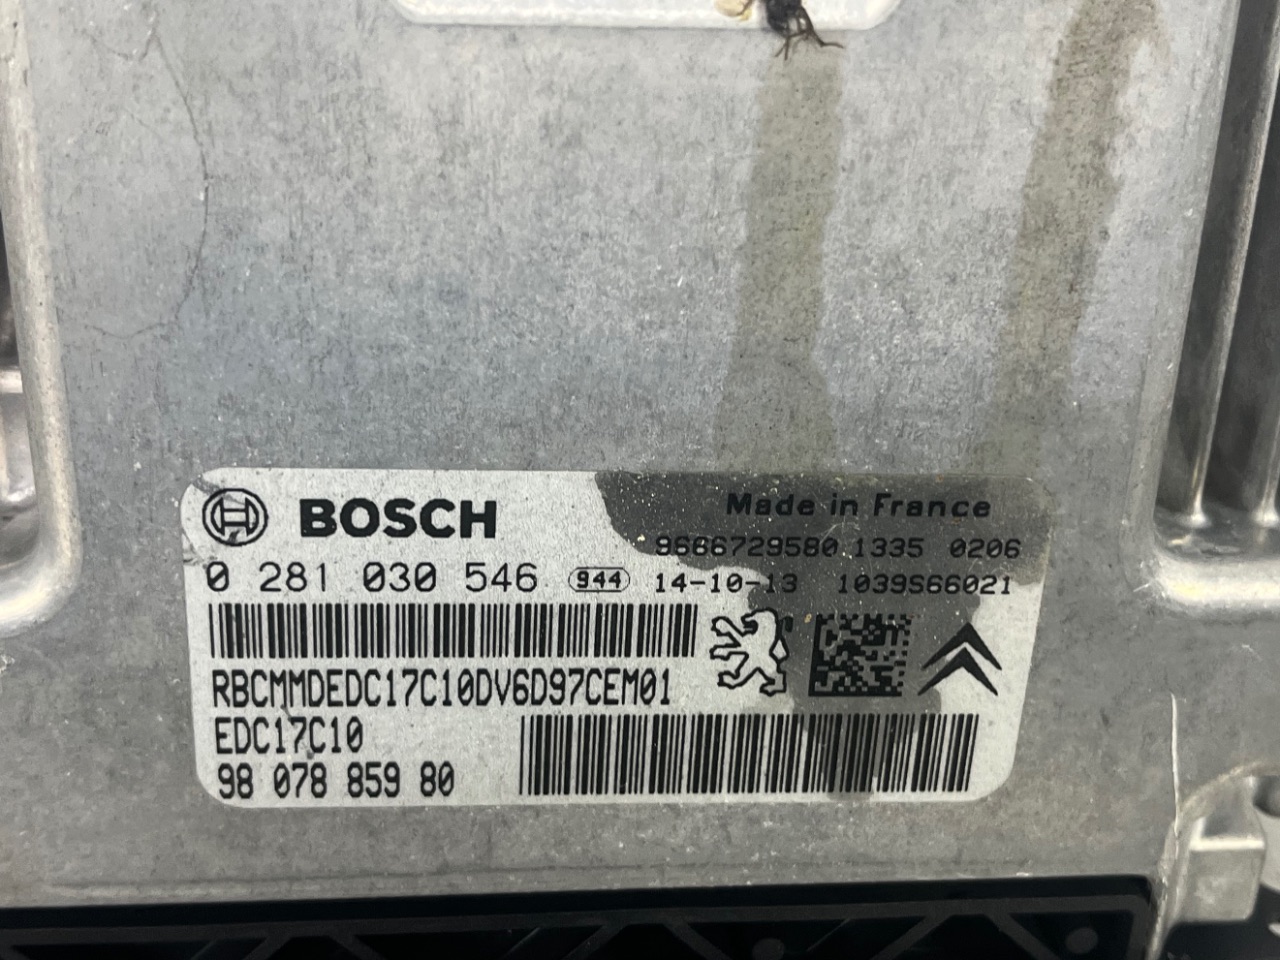 BOSCH
Made in France
9666729580 1335 0206
0 281 030 546 944 14-10-13 1039S66021
RBCMMDEDC17C10DV6D97CEM01
EDC17C10
98 078 859 80